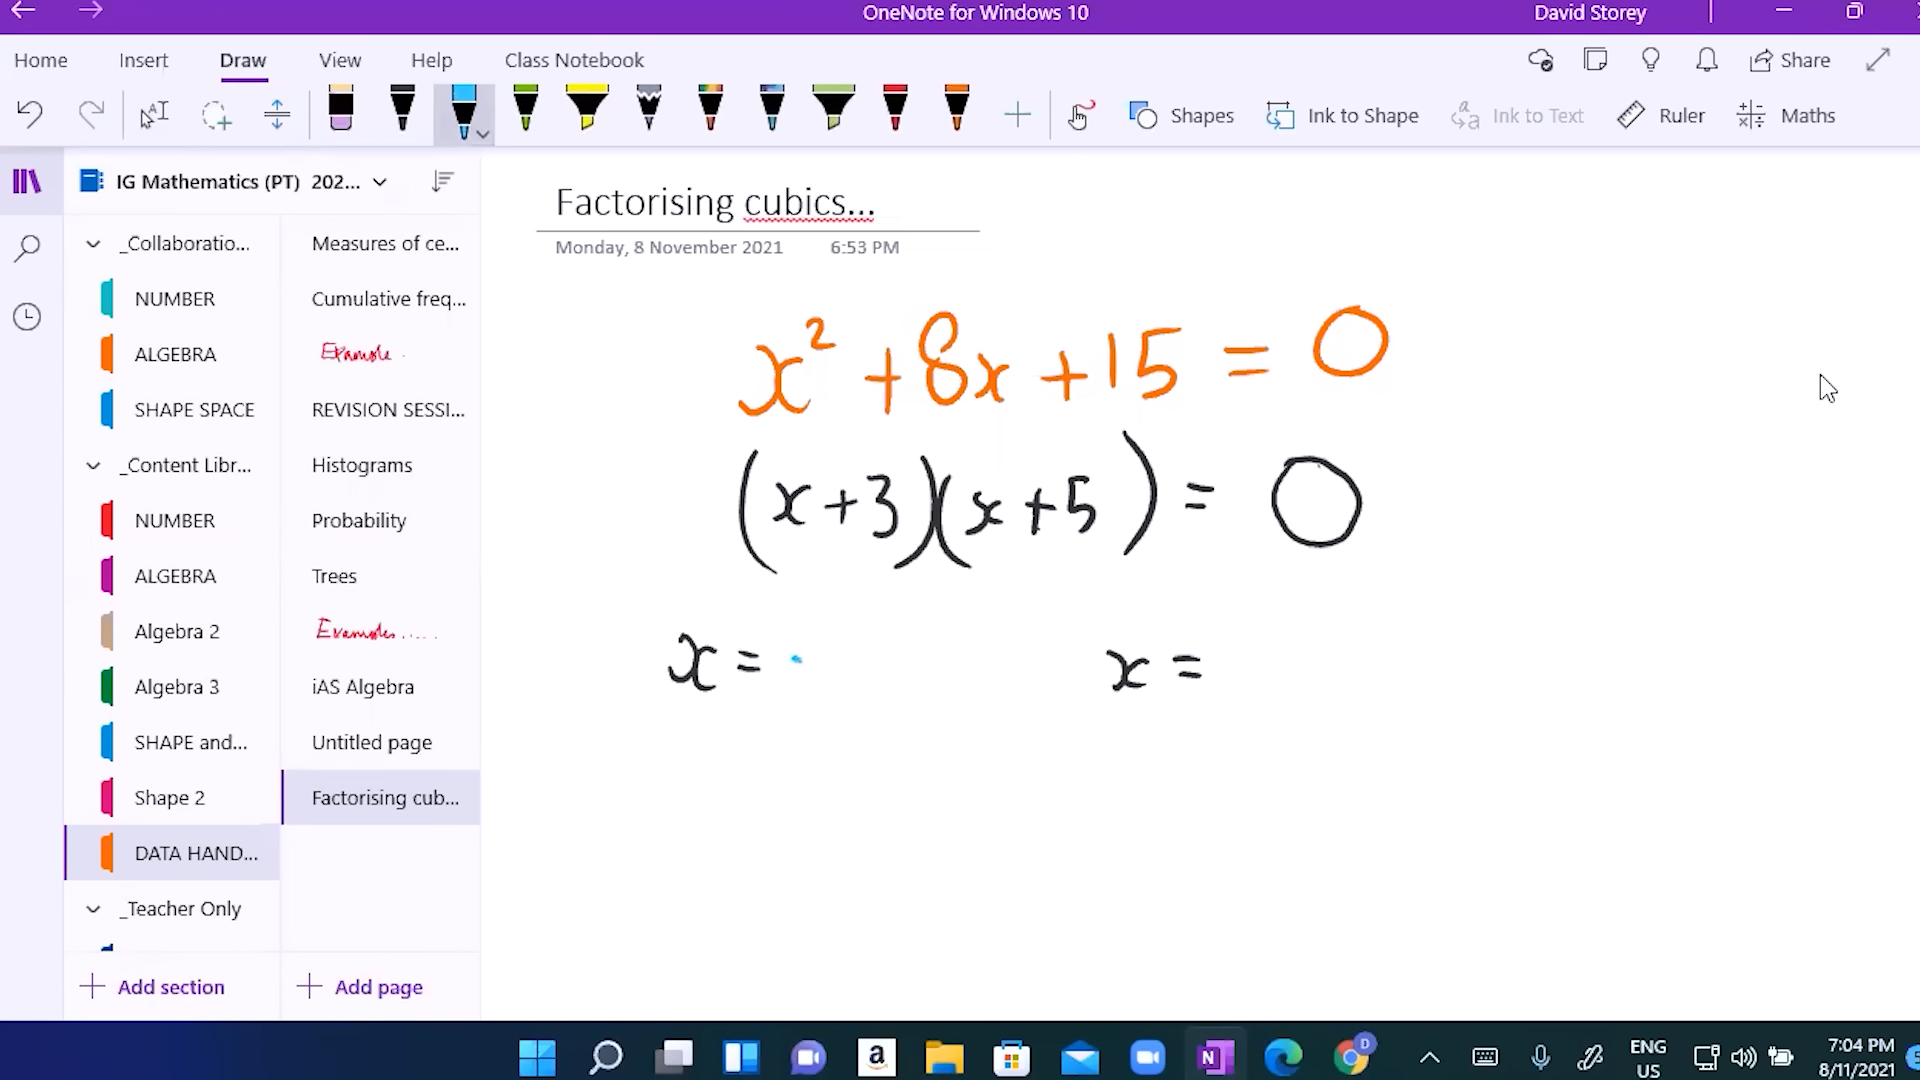 OneNote for Windows 10
David Storey
Home Insert Draw View Help Class Notebook
Share
Shapes Ink to Shape Ink to Text Ruler Maths
IG Mathematics (PT) 202...
_Collaboratio...
NUMBER
ALGEBRA
SHAPE SPACE
_Content Libr...
NUMBER
ALGEBRA
Algebra 2
Algebra 3
SHAPE and...
Shape 2
DATA HAND...
_Teacher Only
Add section
Measures of ce...
Cumulative freq...
Example
REVISION SESSI...
Histograms
Probability
Trees
Examples.....
iAS Algebra
Untitled page
Factorising cub...
Add page
Factorising cubics...
Monday, 8 November 2021 6:53 PM
x² + 8x + 15 = 0
(x + 3)(x + 5) = 0
x = x =
ENG
US
7:04 PM
8/11/2021